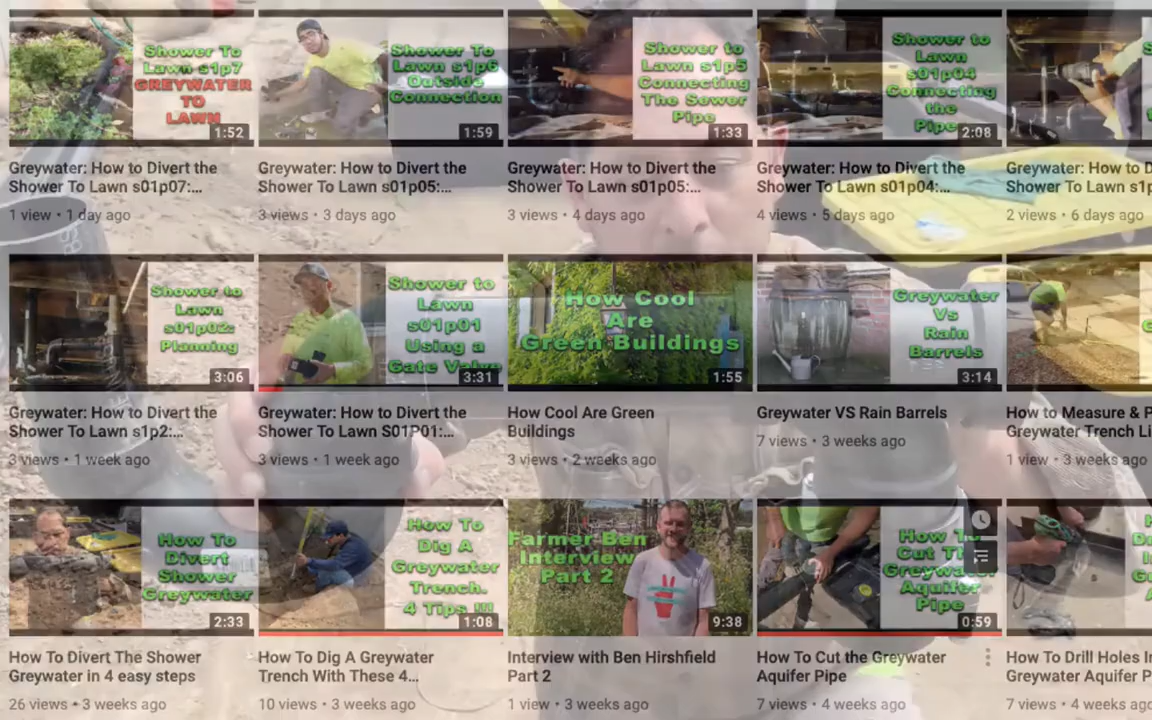 Shower To
Lawn s1p7
GREYWATER
TO
LAWN
1:52
Shower To
Lawn s1p6
Outside
Connection
1:59
Shower to
Lawn s1p5
Connecting
The Sewer
Pipe
1:33
Shower to
Lawn
s01p04
Connecting
the
Pipe
2:08
Greywater: How to Divert the
Shower To Lawn s01p07:...
1 view • 1 day ago
Greywater: How to Divert the
Shower To Lawn s01p05:...
3 views • 3 days ago
Greywater: How to Divert the
Shower To Lawn s01p05:...
3 views • 4 days ago
Greywater: How to Divert the
Shower To Lawn s01p04:...
4 views • 5 days ago
Greywater: How to D
Shower To Lawn s1p
2 views • 6 days ago
Shower to
Lawn
s01p02:
Planning
3:06
Shower to
Lawn
s01p01
Using a
Gate Valve
3:31
How Cool
Are
Green Buildings
1:55
Greywater
Vs
Rain
Barrels
3:14
Greywater: How to Divert the
Shower To Lawn s1p2:...
3 views • 1 week ago
Greywater: How to Divert the
Shower To Lawn S01P01:...
3 views • 1 week ago
How Cool Are Green
Buildings
3 views • 2 weeks ago
Greywater VS Rain Barrels
7 views • 3 weeks ago
How to Measure & P
Greywater Trench Li
1 view • 3 weeks ago
How To
Divert
Shower
Greywater
2:33
How To
Dig A
Greywater
Trench.
4 Tips !!!
1:08
Farmer Ben
Interview
Part 2
9:38
How To
Cut The
Greywater
Aquifer
Pipe
0:59
How To Divert The Shower
Greywater in 4 easy steps
26 views • 3 weeks ago
How To Dig A Greywater
Trench With These 4...
10 views • 3 weeks ago
Interview with Ben Hirshfield
Part 2
1 view • 3 weeks ago
How To Cut the Greywater
Aquifer Pipe
7 views • 4 weeks ago
How To Drill Holes In
Greywater Aquifer P
7 views • 4 weeks ago